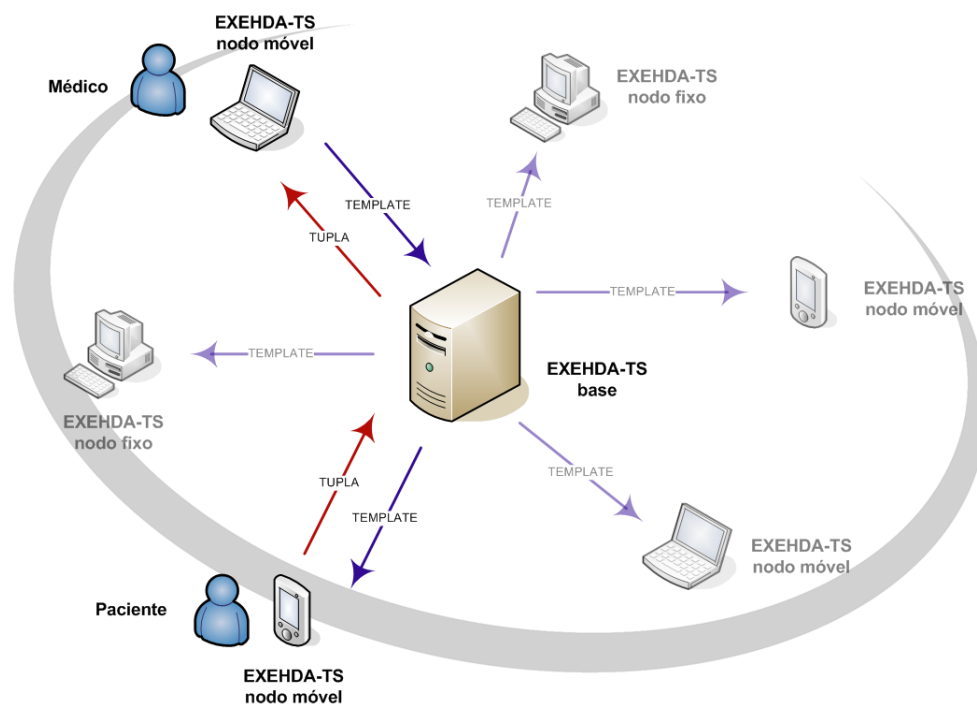 EXEHDA-TS
nodo móvel
Médico
EXEHDA-TS
nodo fixo
TEMPLATE
TUPLA
TEMPLATE
TEMPLATE
EXEHDA-TS
nodo móvel
TEMPLATE
EXEHDA-TS
base
EXEHDA-TS
nodo fixo
TUPLA
TEMPLATE
TEMPLATE
EXEHDA-TS
nodo móvel
Paciente
EXEHDA-TS
nodo móvel